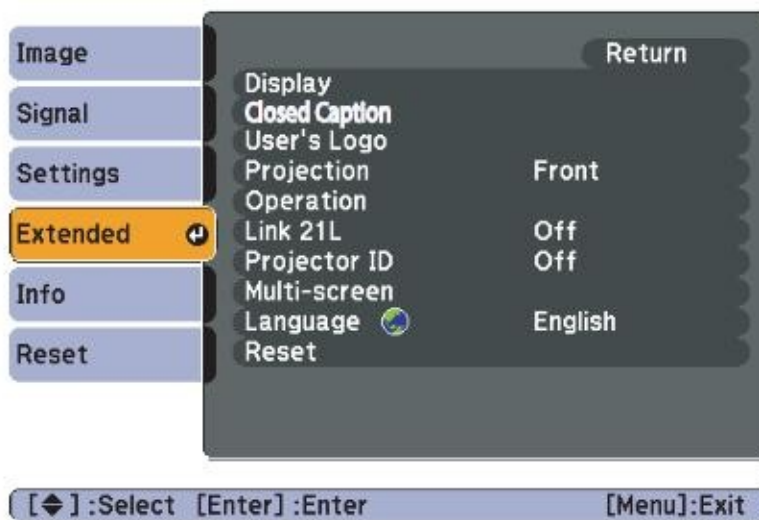 Image
Signal
Settings
Extended
Info
Reset
Return
Display
Closed Caption
User's Logo
Projection Front
Operation
Link 21L Off
Projector ID Off
Multi-screen
Language English
Reset
[◆]:Select [Enter]:Enter [Menu]:Exit